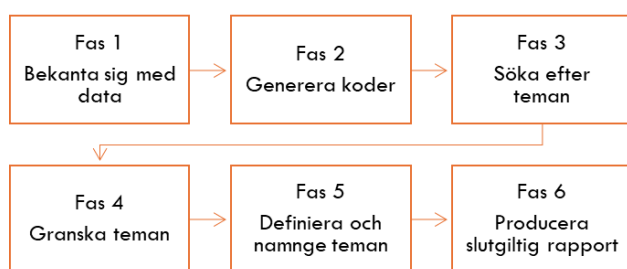 Fas 1
Bekanta sig med
data
Fas 2
Generera koder
Fas 3
Söka efter
teman
Fas 4
Granska teman
Fas 5
Definiera och
namnge teman
Fas 6
Producera
slutgiltig rapport